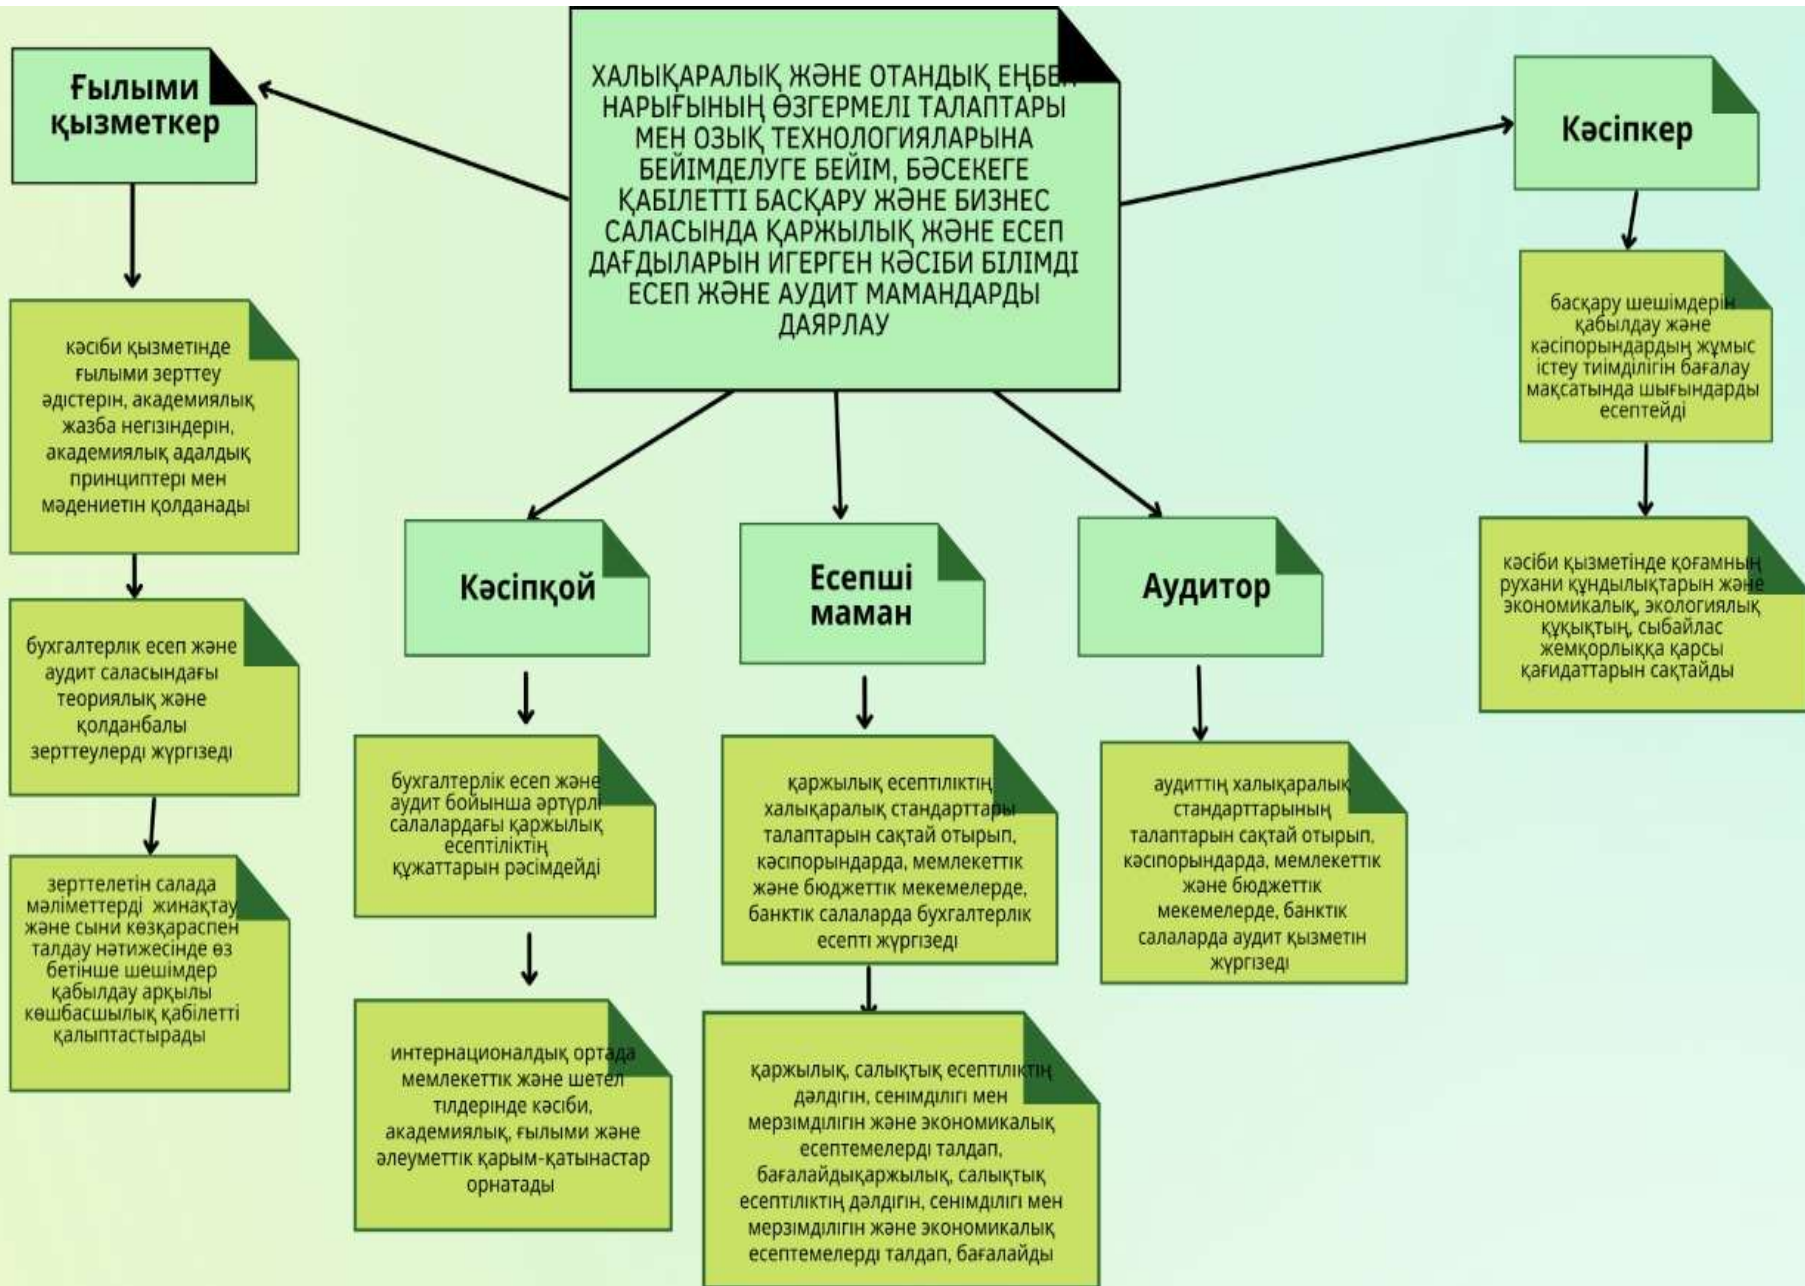 ХАЛЫҚАРАЛЫҚ ЖӘНЕ ОТАНДЫҚ ЕҢБЕК
НАРЫҒЫНЫҢ ӨЗГЕРМЕЛІ ТАЛАПТАРЫ
МЕН ОЗЫҚ ТЕХНОЛОГИЯЛАРЫНА
БЕЙІМДЕЛУГЕ БЕЙІМ, БӘСЕКЕГЕ
ҚАБІЛЕТТІ БАСҚАРУ ЖӘНЕ БИЗНЕС
САЛАСЫНДА ҚАРЖЫЛЫҚ ЖӘНЕ ЕСЕП
ДАҒДЫЛАРЫН ИГЕРГЕН КӘСІБИ БІЛІМДІ
ЕСЕП ЖӘНЕ АУДИТ МАМАНДАРДЫ
ДАЯРЛАУ
Ғылыми
қызметкер
кәсіби қызметінде
ғылыми зерттеу
әдістерін, академиялық
жазба негізіндерін,
академиялық адалдық
принциптері мен
мәдениетін қолданады
бухгалтерлік есеп және
аудит саласындағы
теориялық және
қолданбалы
зерттеулерді жүргізеді
зерттелетін салада
мәліметтерді жинақтау
және сыни көзқараспен
талдау нәтижесінде өз
бетінше шешімдер
қабылдау арқылы
көшбасшылық қабілетті
қалыптастырады
Кәсіпқой
бухгалтерлік есеп және
аудит бойынша әртүрлі
салалардағы қаржылық
есептіліктің
құжаттарын рәсімдейді
интернационалдық ортада
мемлекеттік және шетел
тілдерінде кәсіби,
академиялық, ғылыми және
әлеуметтік қарым-қатынастар
орнатады
Есепші
маман
қаржылық есептіліктің
халықаралық стандарттары
талаптарын сақтай отырып,
кәсіпорындарда, мемлекеттік
және бюджеттік мекемелерде,
банктік салаларда бухгалтерлік
есепті жүргізеді
қаржылық, салықтық есептіліктің
дәлдігін, сенімділігі мен
мерзімділігін және экономикалық
есептемелерді талдап,
бағалайдықаржылық, салықтық
есептіліктің дәлдігін, сенімділігі мен
мерзімділігін және экономикалық
есептемелерді талдап, бағалайды
Аудитор
аудиттің халықаралық
стандарттарының
талаптарын сақтай отырып,
кәсіпорындарда, мемлекеттік
және бюджеттік
мекемелерде, банктік
салаларда аудит қызметін
жүргізеді
Кәсіпкер
басқару шешімдерін
қабылдау және
кәсіпорындардың жұмыс
істеу тиімділігін бағалау
мақсатында шығындарды
есептейді
кәсіби қызметінде қоғамның
рухани құндылықтарын және
экономикалық, экологиялық
құқықтың, сыбайлас
жемқорлыққа қарсы
қағидаттарын сақтайды